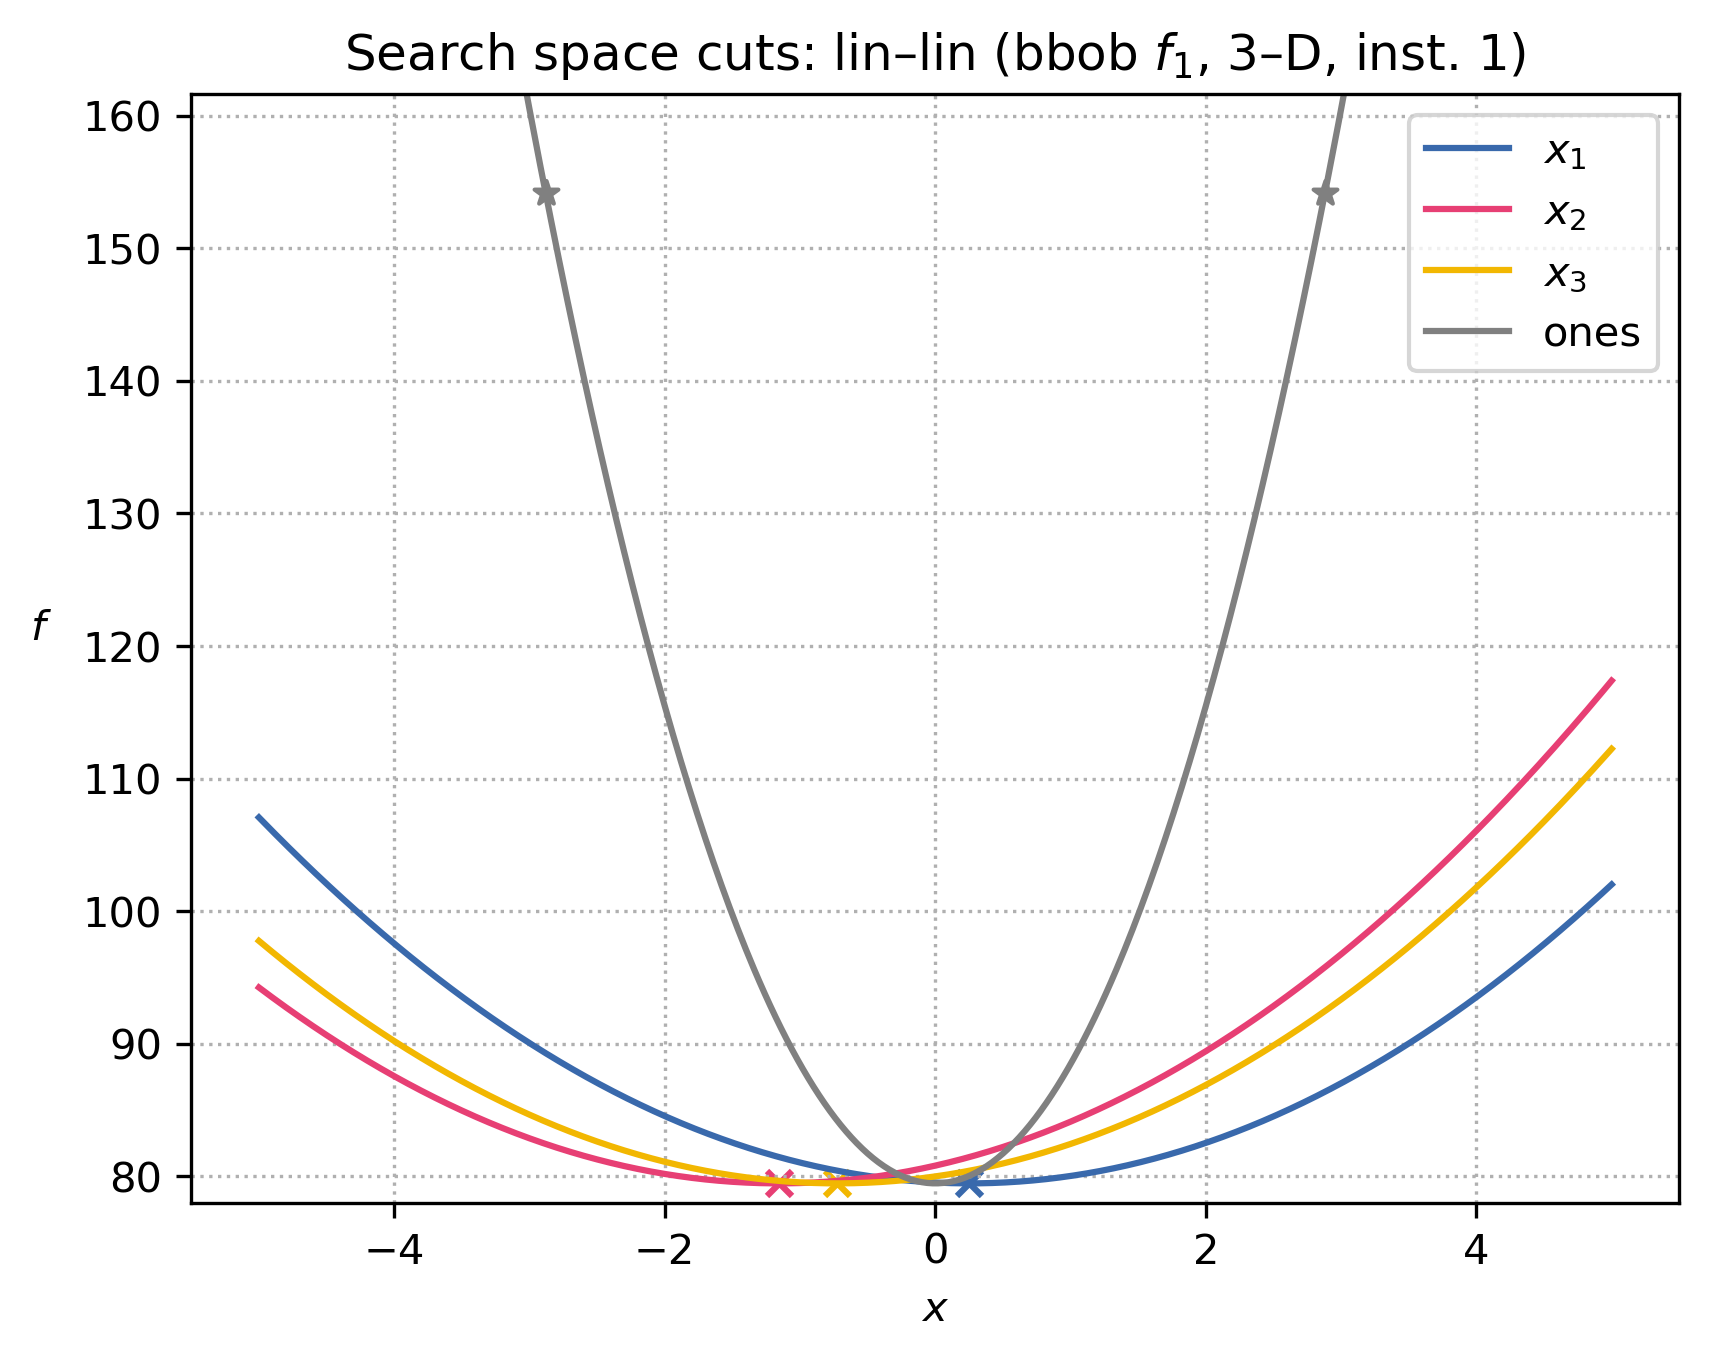 Search space cuts: lin–lin (bbob f₁, 3–D, inst. 1)
160
150
140
130
120
110
100
90
80
f
x₁
x₂
x₃
ones
−4
−2
0
2
4
x